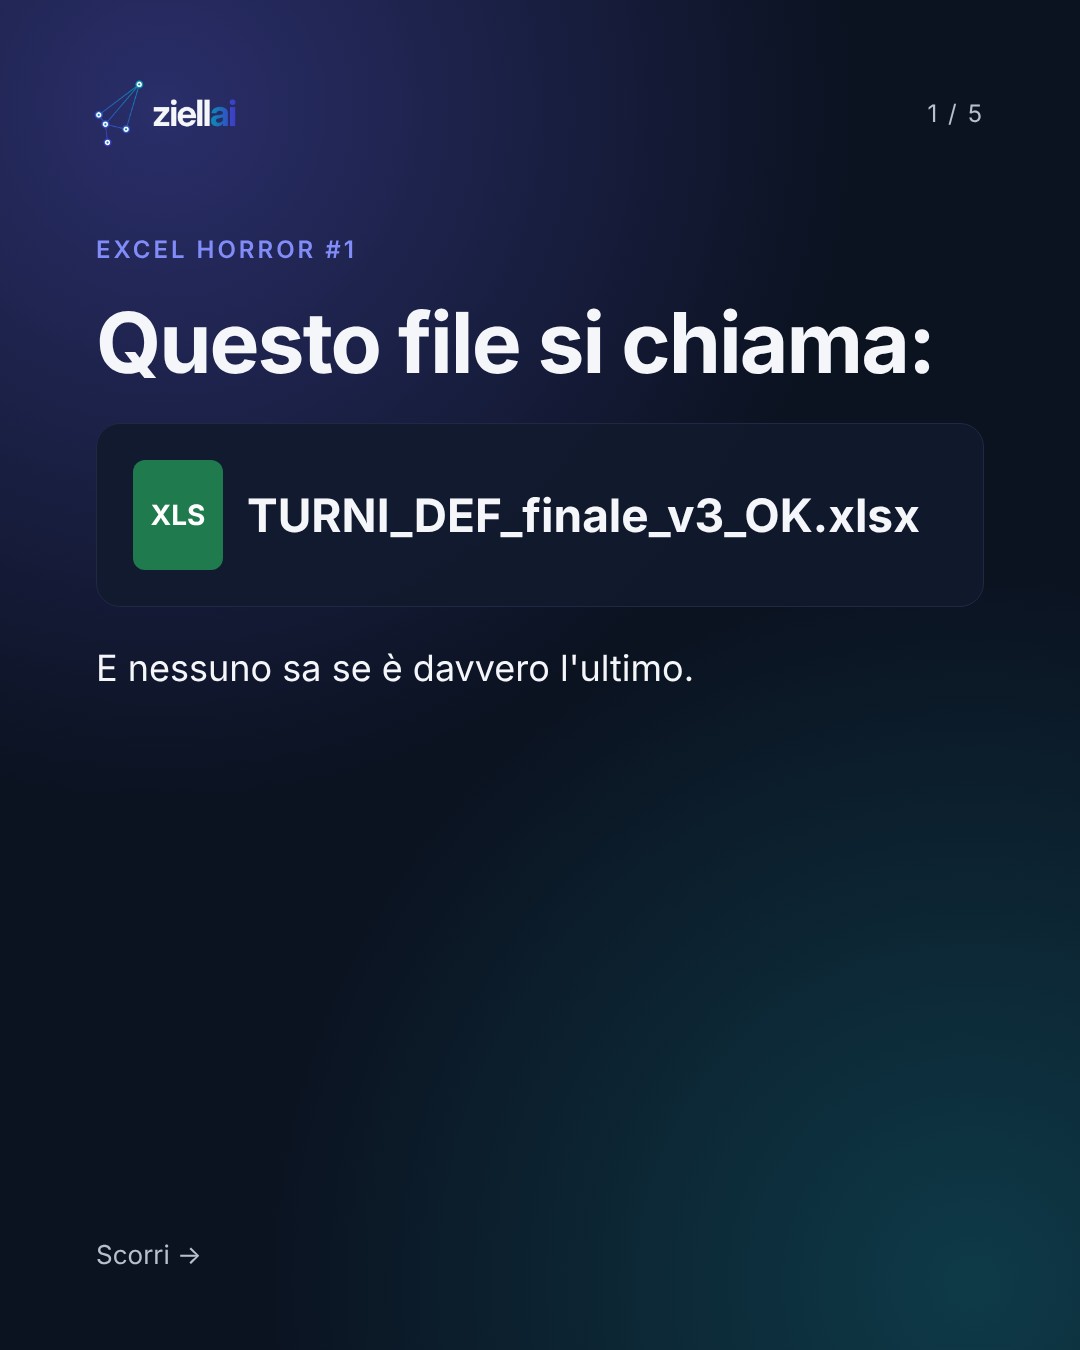 ziellai
1 / 5
EXCEL HORROR #1
Questo file si chiama:
XLS
TURNI_DEF_finale_v3_OK.xlsx
E nessuno sa se è davvero l'ultimo.
Scorri →